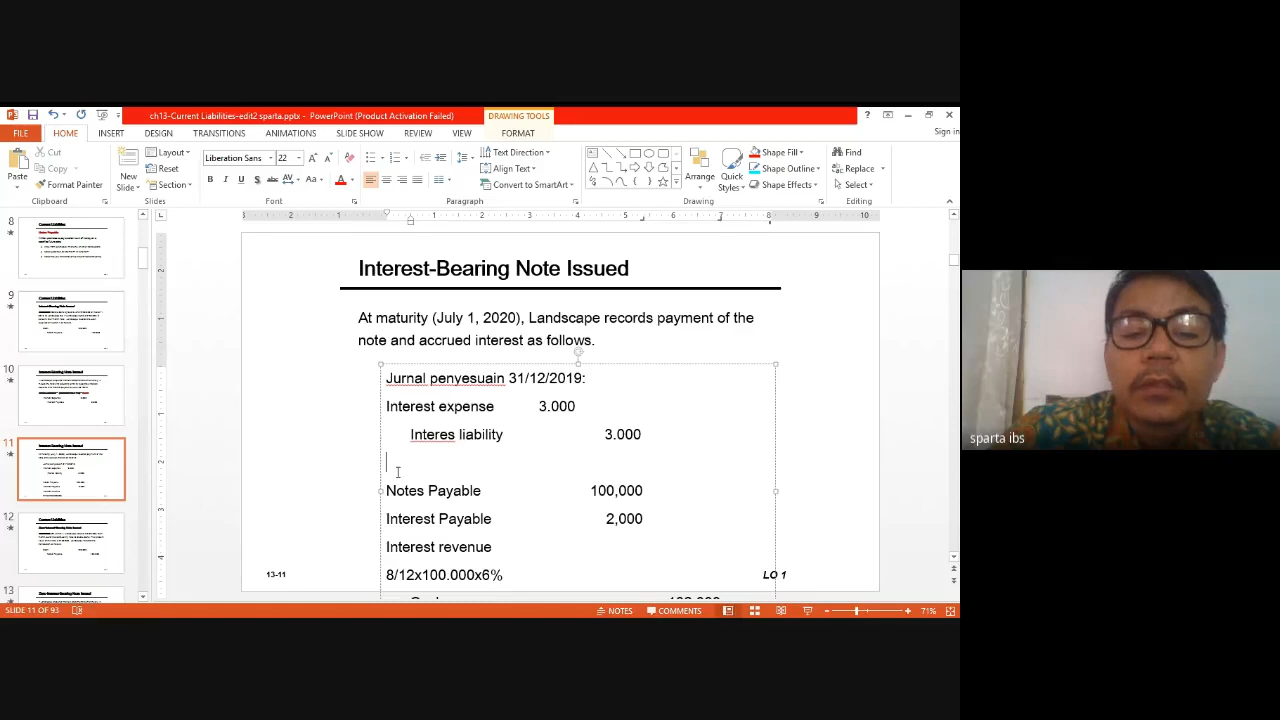 ch13-Current Liabilities-edit2 sparta.pptx - PowerPoint (Product Activation Failed)
DRAWING TOOLS
FILE HOME INSERT DESIGN TRANSITIONS ANIMATIONS SLIDE SHOW REVIEW VIEW FORMAT
Sign in
Paste
Cut
Copy
Format Painter
Clipboard
New
Slide
Layout
Reset
Section
Slides
Liberation Sans 22
Font
Text Direction
Align Text
Convert to SmartArt
Paragraph
Arrange
Quick
Styles
Shape Fill
Shape Outline
Shape Effects
Drawing
Find
Replace
Select
Editing
8
9
10
11
12
13
Interest-Bearing Note Issued
At maturity (July 1, 2020), Landscape records payment of the
note and accrued interest as follows.
Jurnal penyesuain 31/12/2019:
Interest expense 3.000
Interes liability 3.000
Notes Payable 100,000
Interest Payable 2,000
Interest revenue
8/12x100.000x6%
13-11
LO 1
SLIDE 11 OF 93
NOTES
COMMENTS
71%
sparta ibs